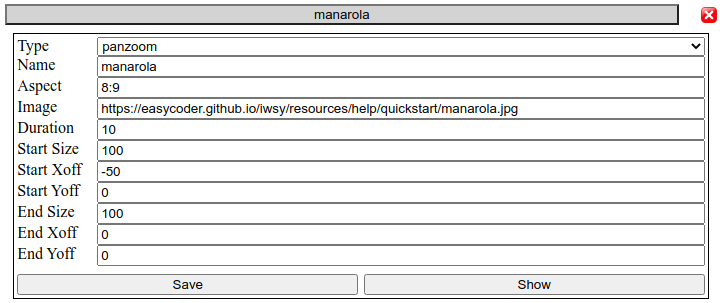 manarola
Type panzoom
Name manarola
Aspect 8:9
Image https://easycoder.github.io/iwsy/resources/help/quickstart/manarola.jpg
Duration 10
Start Size 100
Start Xoff -50
Start Yoff 0
End Size 100
End Xoff 0
End Yoff 0
Save Show